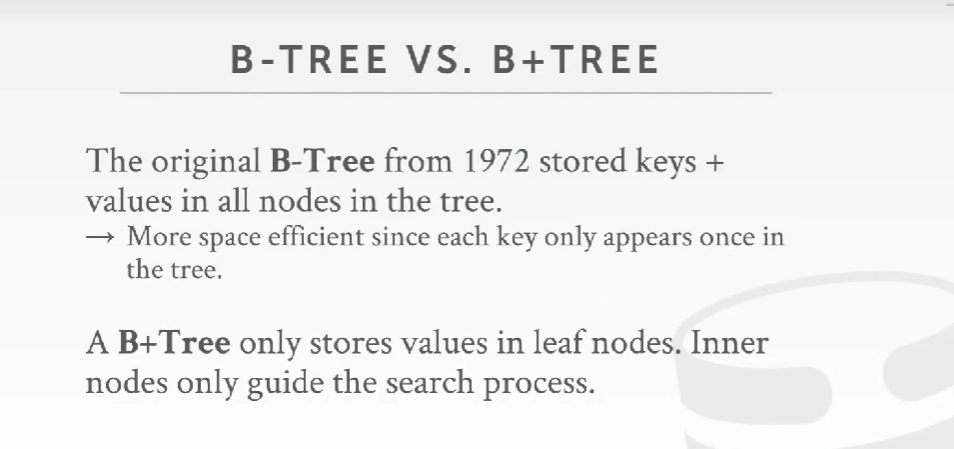 B-TREE VS. B+TREE
The original B-Tree from 1972 stored keys +
values in all nodes in the tree.
→ More space efficient since each key only appears once in
the tree.
A B+Tree only stores values in leaf nodes. Inner
nodes only guide the search process.